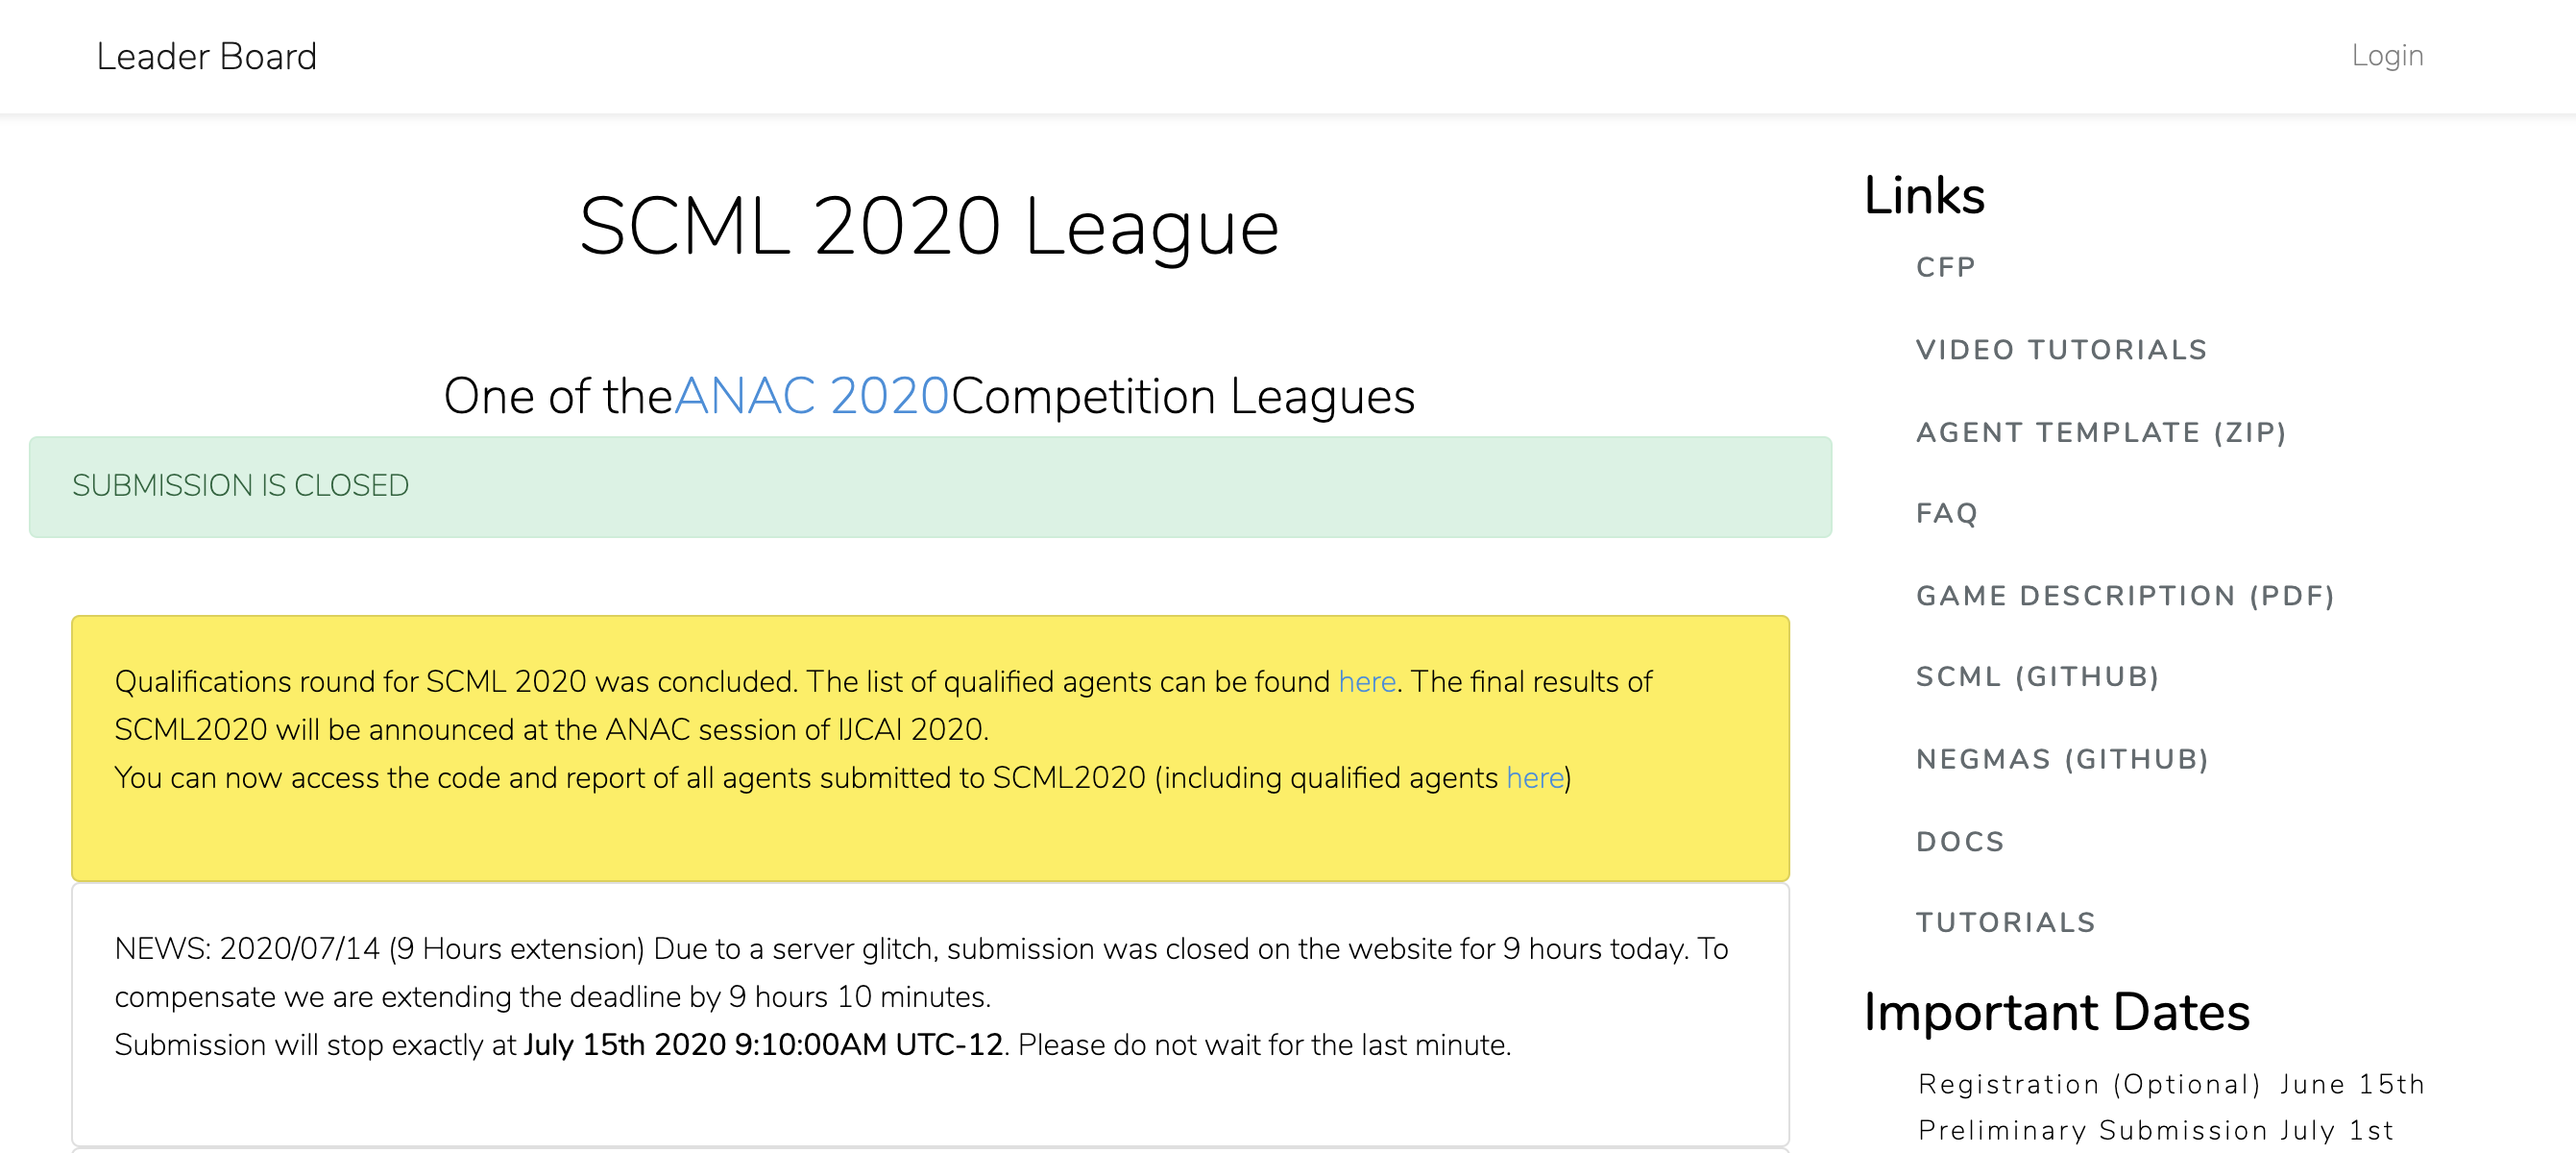 Leader Board
Login
SCML 2020 League
One of theANAC 2020Competition Leagues
SUBMISSION IS CLOSED
Qualifications round for SCML 2020 was concluded. The list of qualified agents can be found here. The final results of
SCML2020 will be announced at the ANAC session of IJCAI 2020.
You can now access the code and report of all agents submitted to SCML2020 (including qualified agents here)
NEWS: 2020/07/14 (9 Hours extension) Due to a server glitch, submission was closed on the website for 9 hours today. To
compensate we are extending the deadline by 9 hours 10 minutes.
Submission will stop exactly at July 15th 2020 9:10:00AM UTC-12. Please do not wait for the last minute.
Links
CFP
VIDEO TUTORIALS
AGENT TEMPLATE (ZIP)
FAQ
GAME DESCRIPTION (PDF)
SCML (GITHUB)
NEGMAS (GITHUB)
DOCS
TUTORIALS
Important Dates
Registration (Optional) June 15th
Preliminary Submission July 1st